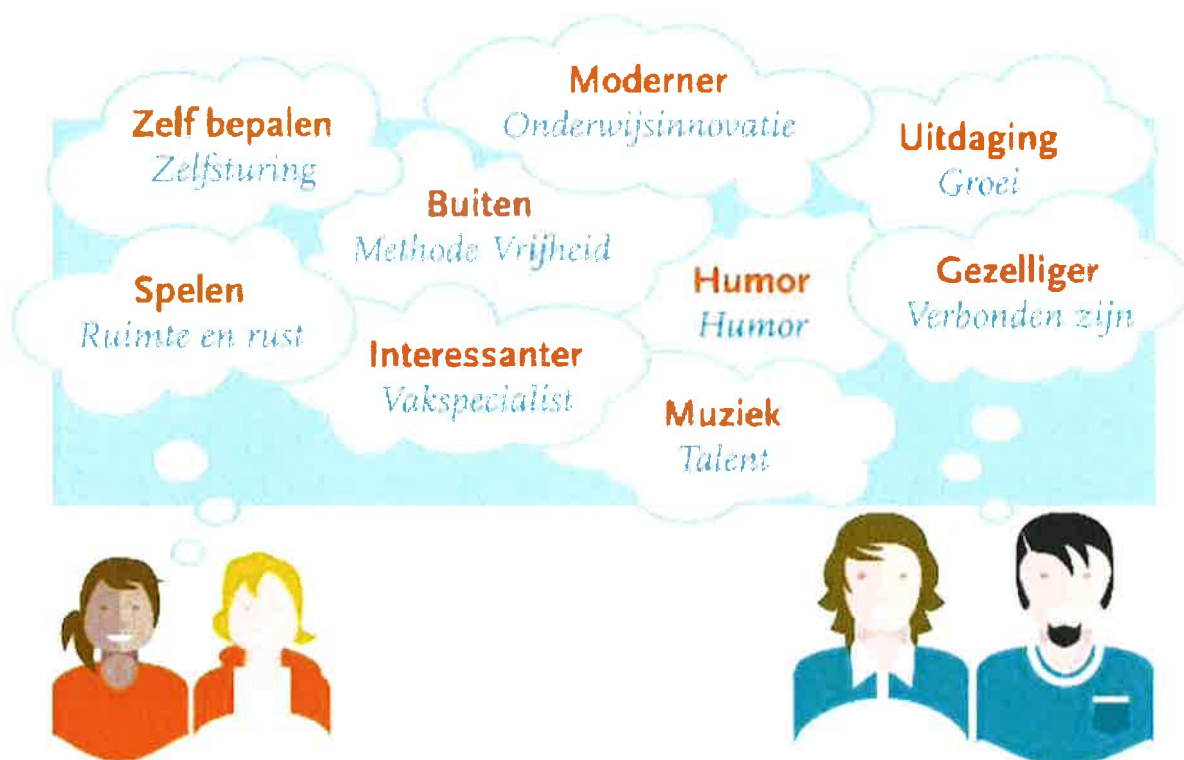 Moderner
Onderwijsinnovatie
Zelf bepalen
Zelfsturing
Uitdaging
Groei
Buiten
Methode Vrijheid
Spelen
Ruimte en rust
Humor
Humor
Gezelliger
Verbonden zijn
Interessanter
Vakspecialist
Muziek
Talent